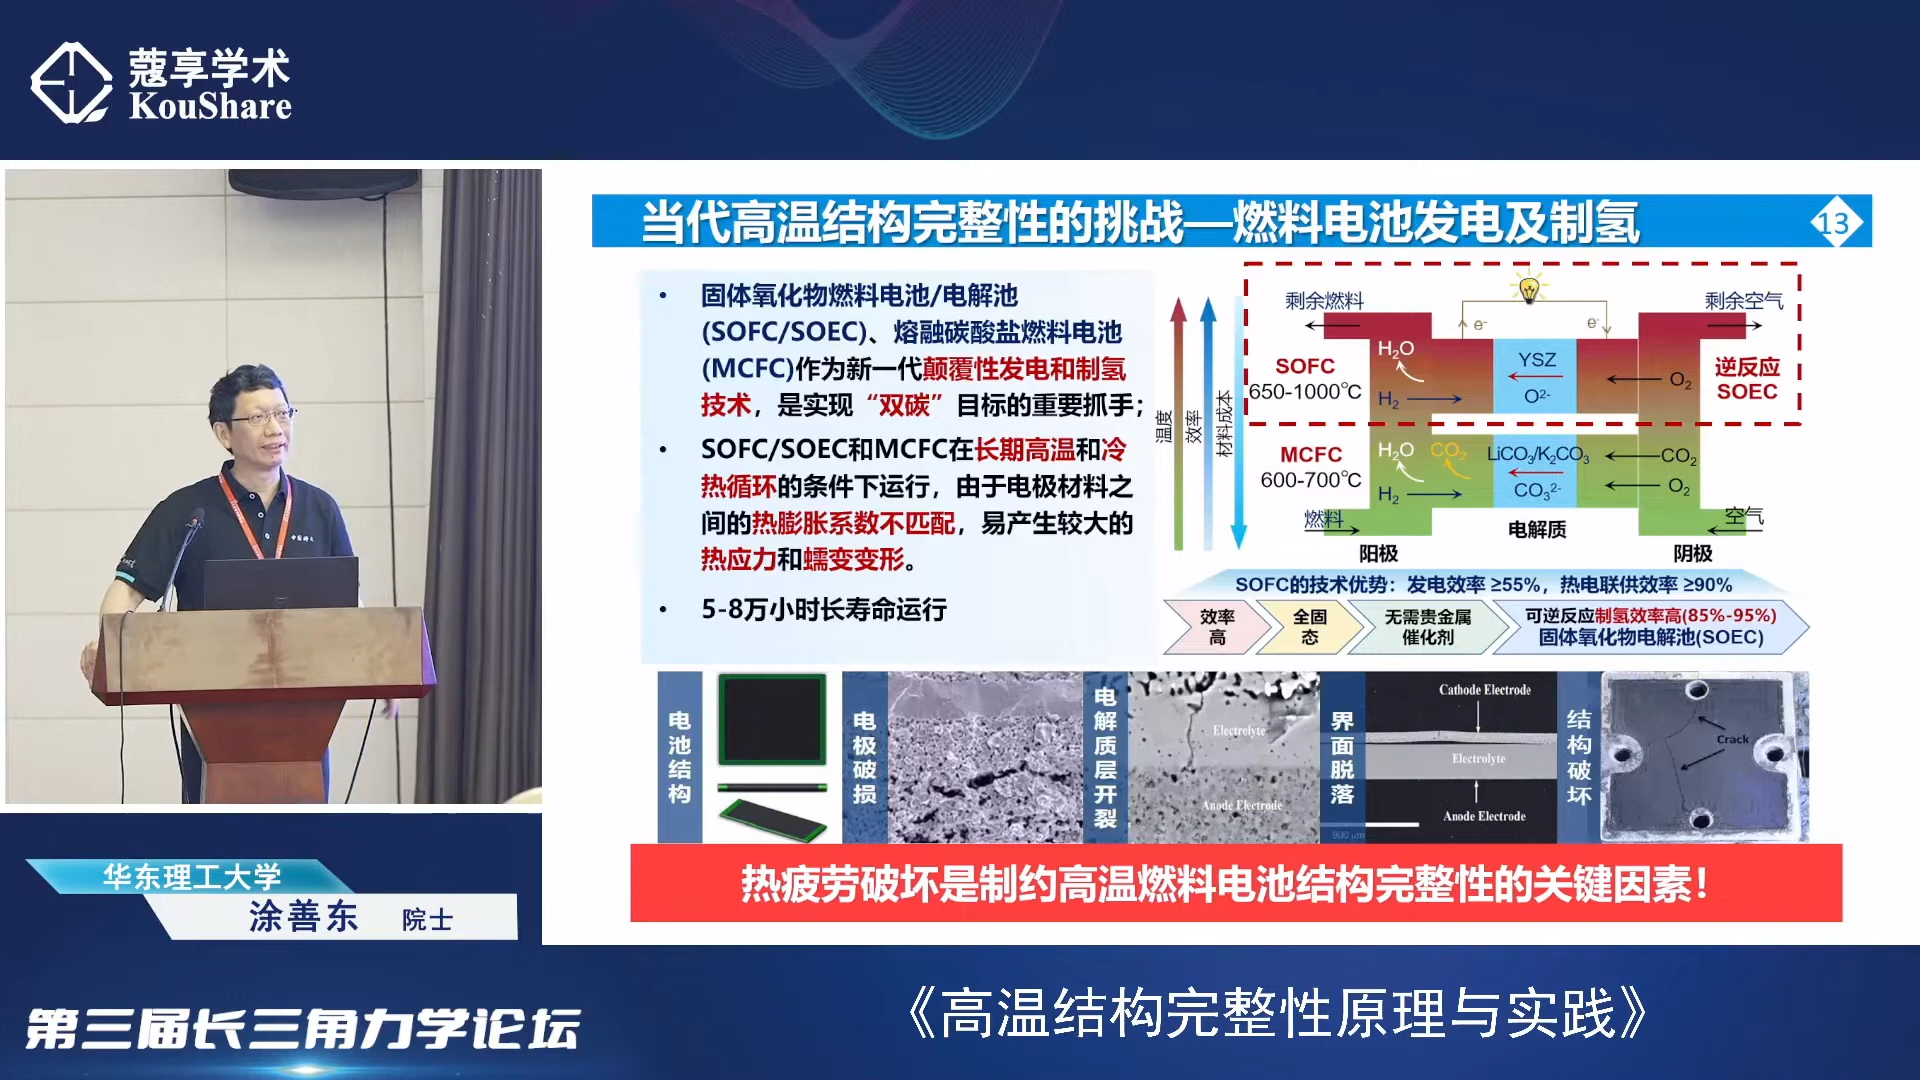 蔻享学术
KouShare
当代高温结构完整性的挑战—燃料电池发电及制氢
13
• 固体氧化物燃料电池/电解池
(SOFC/SOEC)、熔融碳酸盐燃料电池
(MCFC)作为新一代颠覆性发电和制氢
技术，是实现“双碳”目标的重要抓手；
• SOFC/SOEC和MCFC在长期高温和冷
热循环的条件下运行，由于电极材料之
间的热膨胀系数不匹配，易产生较大的
热应力和蠕变变形。
• 5-8万小时长寿命运行
温度
效率
材料成本
剩余燃料
剩余空气
e-
e-
SOFC
650-1000℃
H₂O
H₂
YSZ
O²⁻
O₂
逆反应
SOEC
MCFC
600-700℃
H₂O
CO₂
H₂
LiCO₃/K₂CO₃
CO₃²⁻
CO₂
O₂
燃料
空气
阳极
电解质
阴极
SOFC的技术优势：发电效率 ≥55%，热电联供效率 ≥90%
效率
高
全固
态
无需贵金属
催化剂
可逆反应制氢效率高(85%-95%)
固体氧化物电解池(SOEC)
电池结构
电极破损
电解质层开裂
Electrolyte
Anode Electrode
界面脱落
Cathode Electrode
Electrolyte
Anode Electrode
900 μm
结构破坏
Crack
热疲劳破坏是制约高温燃料电池结构完整性的关键因素！
华东理工大学
涂善东 院士
第三届长三角力学论坛
《高温结构完整性原理与实践》